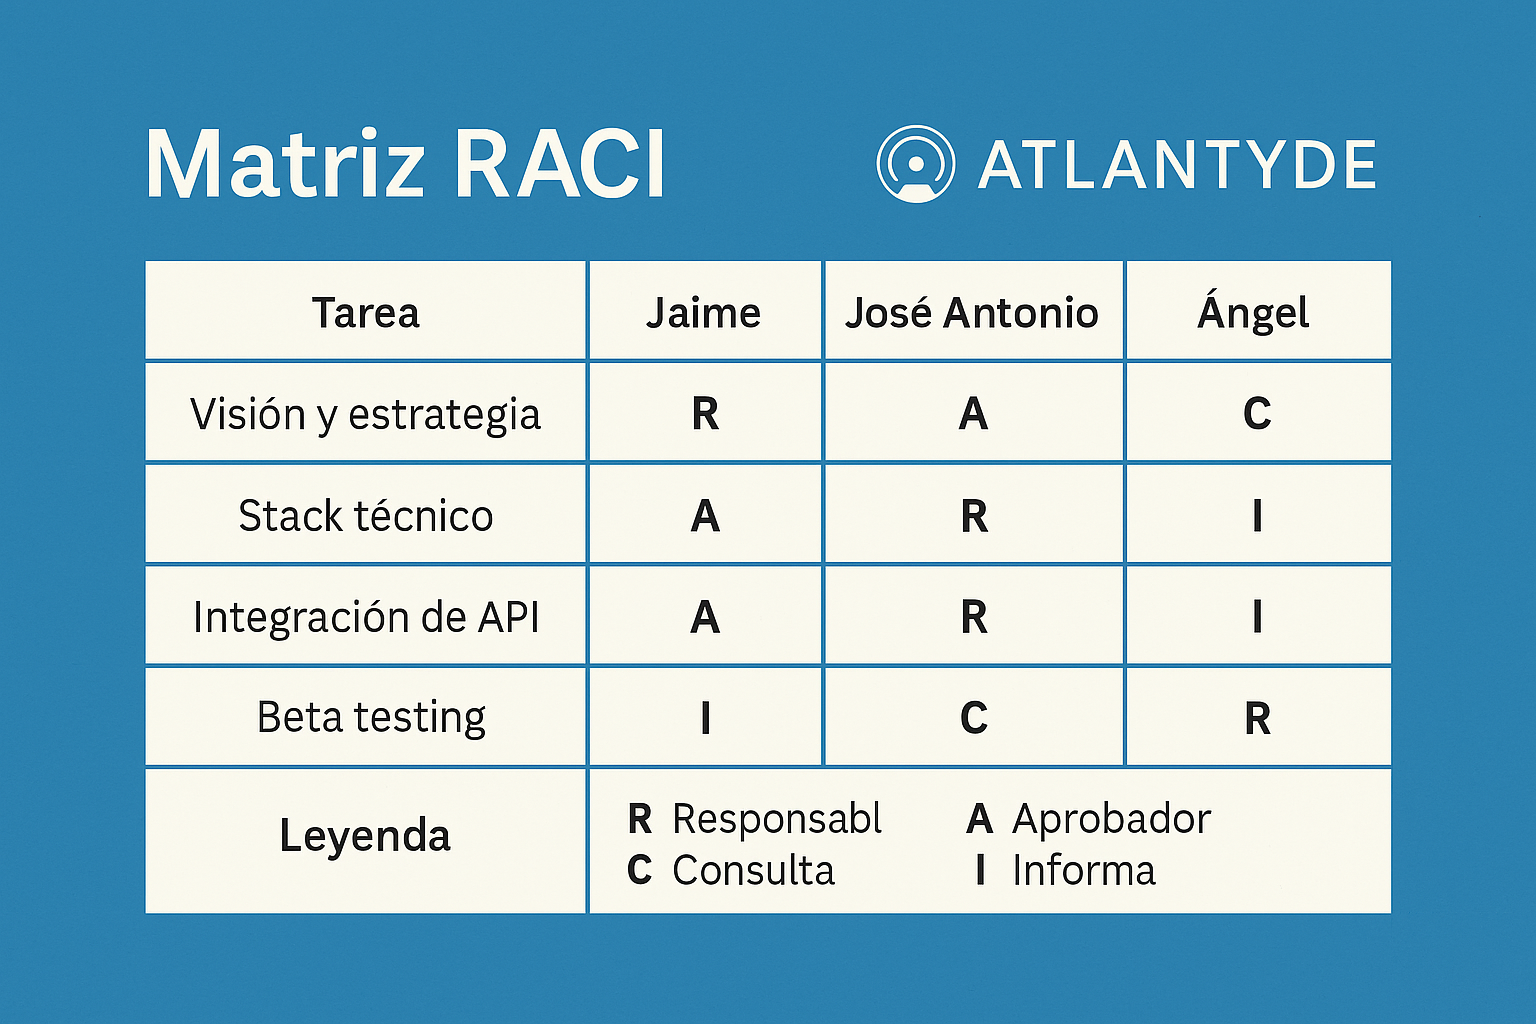 Matriz RACI
ATLANTYDE
Tarea Jaime José Antonio Ángel
Visión y estrategia R A C
Stack técnico A R I
Integración de API A R I
Beta testing I C R
Leyenda
R Responsabl A Aprobador
C Consulta I Informa